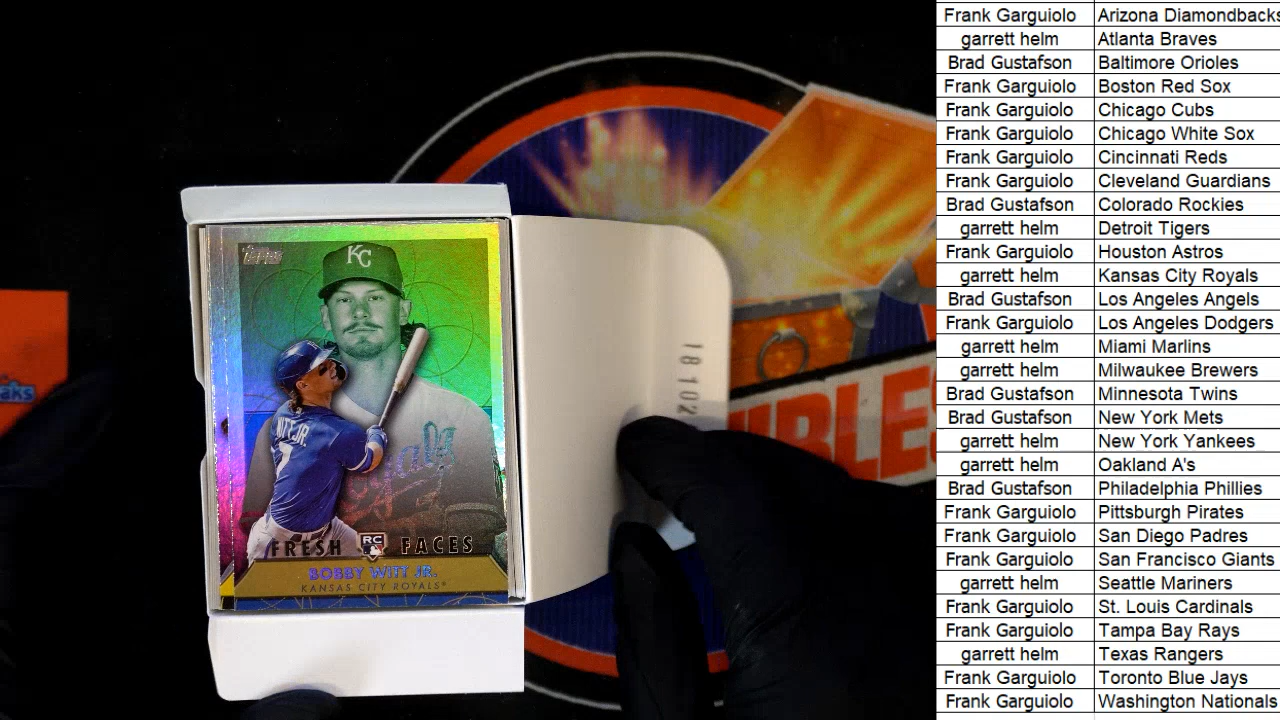 Frank Garguiolo Arizona Diamondbacks
garrett helm Atlanta Braves
Brad Gustafson Baltimore Orioles
Frank Garguiolo Boston Red Sox
Frank Garguiolo Chicago Cubs
Frank Garguiolo Chicago White Sox
Frank Garguiolo Cincinnati Reds
Frank Garguiolo Cleveland Guardians
Brad Gustafson Colorado Rockies
garrett helm Detroit Tigers
Frank Garguiolo Houston Astros
garrett helm Kansas City Royals
Brad Gustafson Los Angeles Angels
Frank Garguiolo Los Angeles Dodgers
garrett helm Miami Marlins
garrett helm Milwaukee Brewers
Brad Gustafson Minnesota Twins
Brad Gustafson New York Mets
garrett helm New York Yankees
garrett helm Oakland A's
Brad Gustafson Philadelphia Phillies
Frank Garguiolo Pittsburgh Pirates
Frank Garguiolo San Diego Padres
Frank Garguiolo San Francisco Giants
garrett helm Seattle Mariners
Frank Garguiolo St. Louis Cardinals
Frank Garguiolo Tampa Bay Rays
garrett helm Texas Rangers
Frank Garguiolo Toronto Blue Jays
Frank Garguiolo Washington Nationals
Topps
KC
WITT JR.
7
FRESH RC FACES
BOBBY WITT JR.
KANSAS CITY ROYALS®
18102